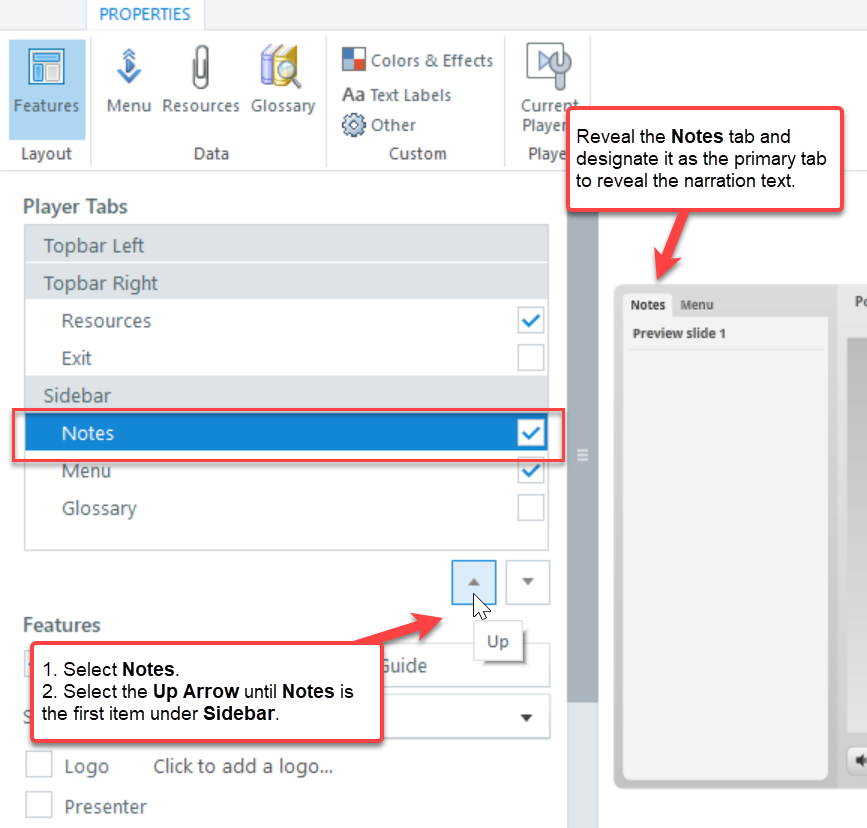 PROPERTIES
Features
Menu
Resources
Glossary
Colors & Effects
Aa Text Labels
Other
Current
Player
Layout
Data
Custom
Playe
Reveal the Notes tab and
designate it as the primary tab
to reveal the narration text.
Player Tabs
Topbar Left
Topbar Right
Resources
Exit
Sidebar
Notes
Menu
Glossary
Notes
Menu
Preview slide 1
Up
Features
Guide
1. Select Notes.
2. Select the Up Arrow until Notes is
the first item under Sidebar.
Logo
Click to add a logo...
Presenter